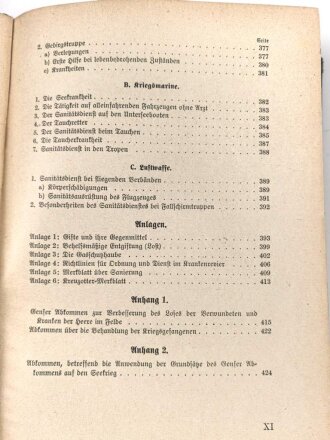 Seite
2. Gebirgstruppe . . . . . 377
a) Verletzungen . . . . . 377
b) Erste Hilfe bei lebenbedrohenden Zuständen . . . . . 380
c) Krankheiten . . . . . 381
B. Kriegsmarine.
1. Die Seekrankheit . . . . . 382
2. Die Tätigkeit auf alleinfahrenden Fahrzeugen ohne Arzt . . . . . 382
3. Der Sanitätsdienst auf den Unterseebooten . . . . . 383
4. Der Tauchretter . . . . . 384
5. Der Sanitätsdienst beim Tauchen . . . . . 385
6. Die Taucherkrankheit . . . . . 387
7. Sanitätsdienst in den Tropen . . . . . 388
C. Luftwaffe.
1. Sanitätsdienst bei fliegenden Verbänden . . . . . 389
a) Körperschädigungen . . . . . 389
b) Sanitätsausrüstung des Flugzeuges . . . . . 391
2. Besonderheiten des Sanitätsdienstes bei Fallschirmtruppen . . . . . 392
Anlagen.
Anlage 1: Gifte und ihre Gegenmittel . . . . . 393
Anlage 2: Behelfsmäßige Entgiftung (Lost) . . . . . 399
Anlage 3: Die Gasschutzhaube . . . . . 402
Anlage 4: Richtlinien für Ordnung und Dienst im Krankenrevier . . . . . 406
Anlage 5: Merkblatt über Sanierung . . . . . 409
Anlage 6: Kreuzotter-Merkblatt . . . . . 413
Anhang 1.
Genfer Abkommen zur Verbesserung des Loses der Verwundeten und
Kranken der Heere im Felde . . . . . 415
Abkommen über die Behandlung der Kriegsgefangenen . . . . . 422
Anhang 2.
Abkommen, betreffend die Anwendung der Grundsätze des Genfer Ab-
kommens auf den Seekrieg . . . . . 424
XI